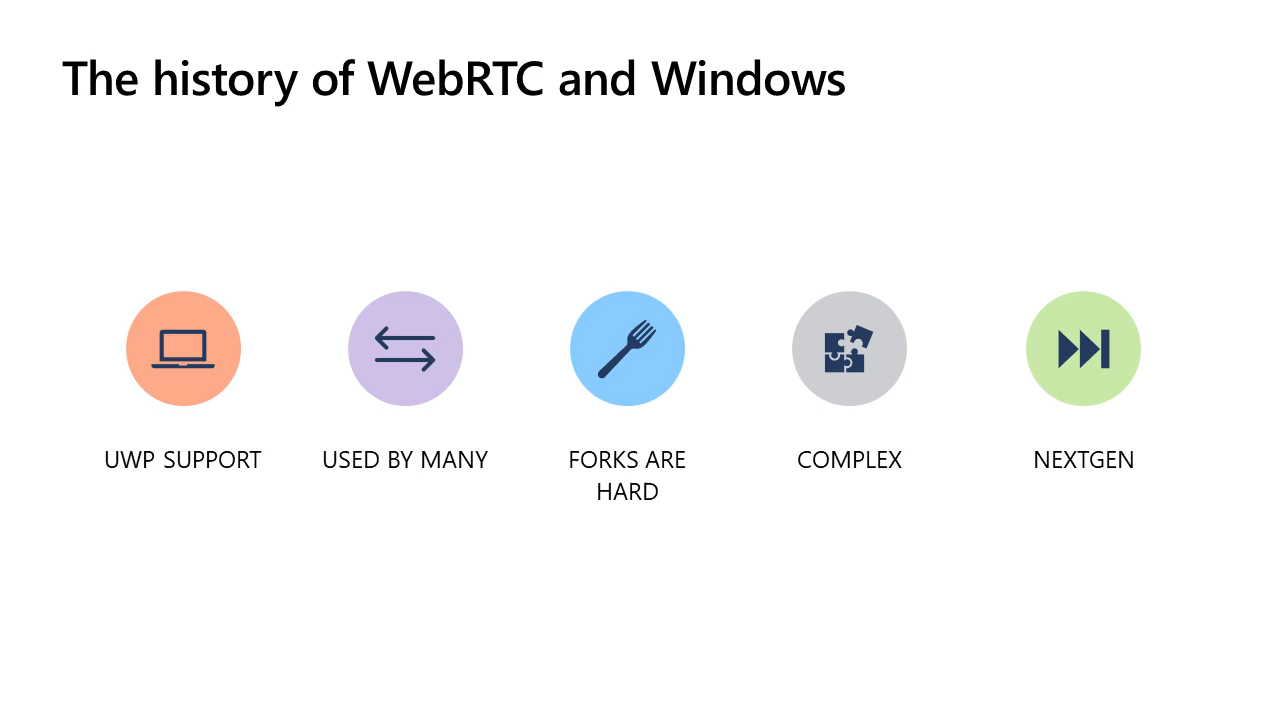 The history of WebRTC and Windows
UWP SUPPORT
USED BY MANY
FORKS ARE
HARD
COMPLEX
NEXTGEN